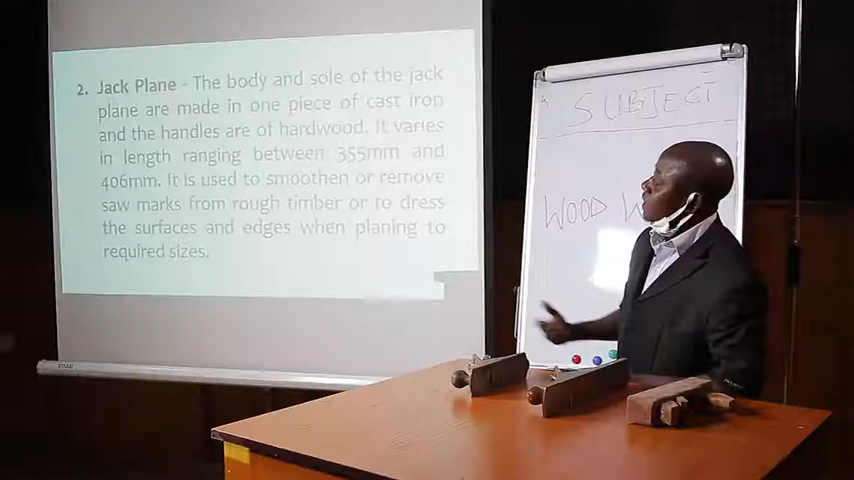 2. Jack Plane - The body and sole of the jack
plane are made in one piece of cast iron
and the handles are of hardwood. It varies
in length ranging between 355mm and
406mm. It is used to smoothen or remove
saw marks from rough timber or to dress
the surfaces and edges when planing to
required sizes.
SUBJECT
WOOD